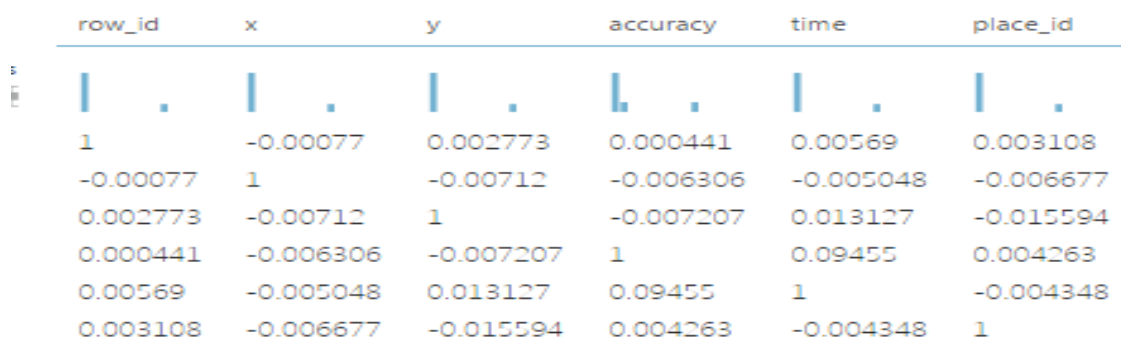 row_id x y accuracy time place_id
1 -0.00077 0.002773 0.000441 0.00569 0.003108
-0.00077 1 -0.00712 -0.006306 -0.005048 -0.006677
0.002773 -0.00712 1 -0.007207 0.013127 -0.015594
0.000441 -0.006306 -0.007207 1 0.09455 0.004263
0.00569 -0.005048 0.013127 0.09455 1 -0.004348
0.003108 -0.006677 -0.015594 0.004263 -0.004348 1